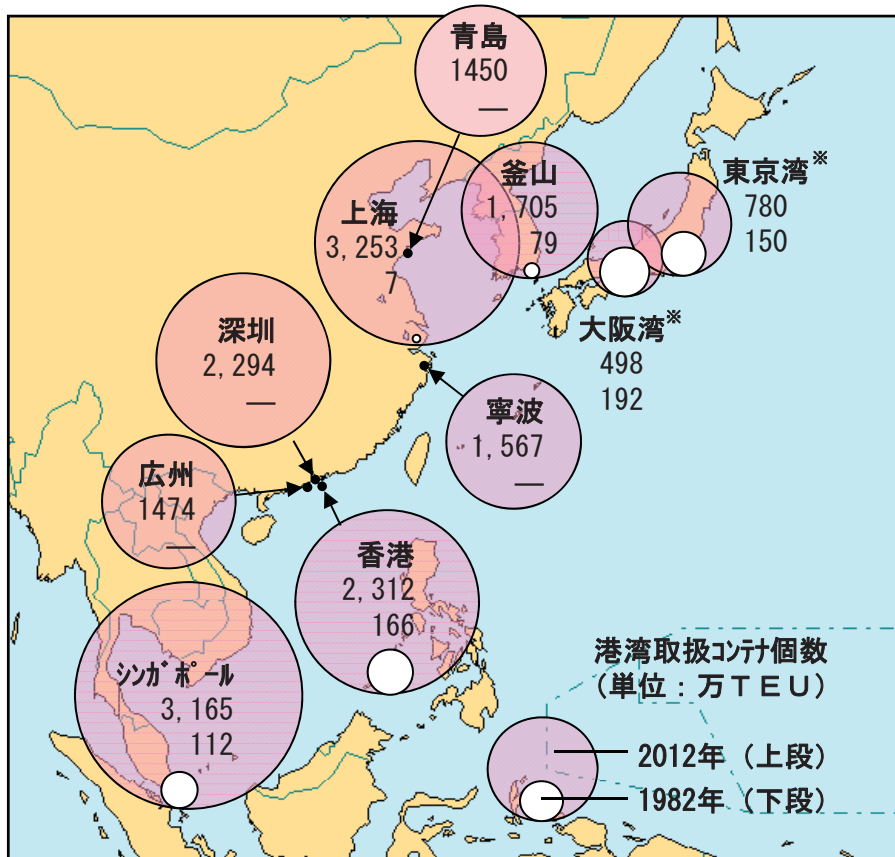 青島
1450
―
釜山
1,705
79
東京湾※
780
150
上海
3,253
7
大阪湾※
498
192
深圳
2,294
―
寧波
1,567
―
広州
1474
―
香港
2,312
166
シンガポール
3,165
112
港湾取扱コンテナ個数
(単位:万TEU)
2012年(上段)
1982年(下段)